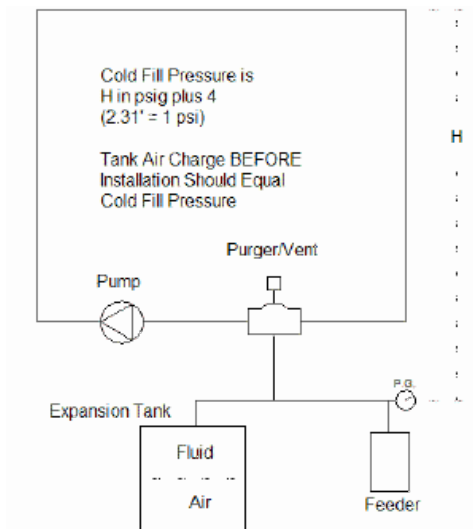 Cold Fill Pressure is
H in psig plus 4
(2.31' = 1 psi)
H
Tank Air Charge BEFORE
Installation Should Equal
Cold Fill Pressure
Purger/Vent
Pump
P.G.
Expansion Tank
Fluid
Air
Feeder